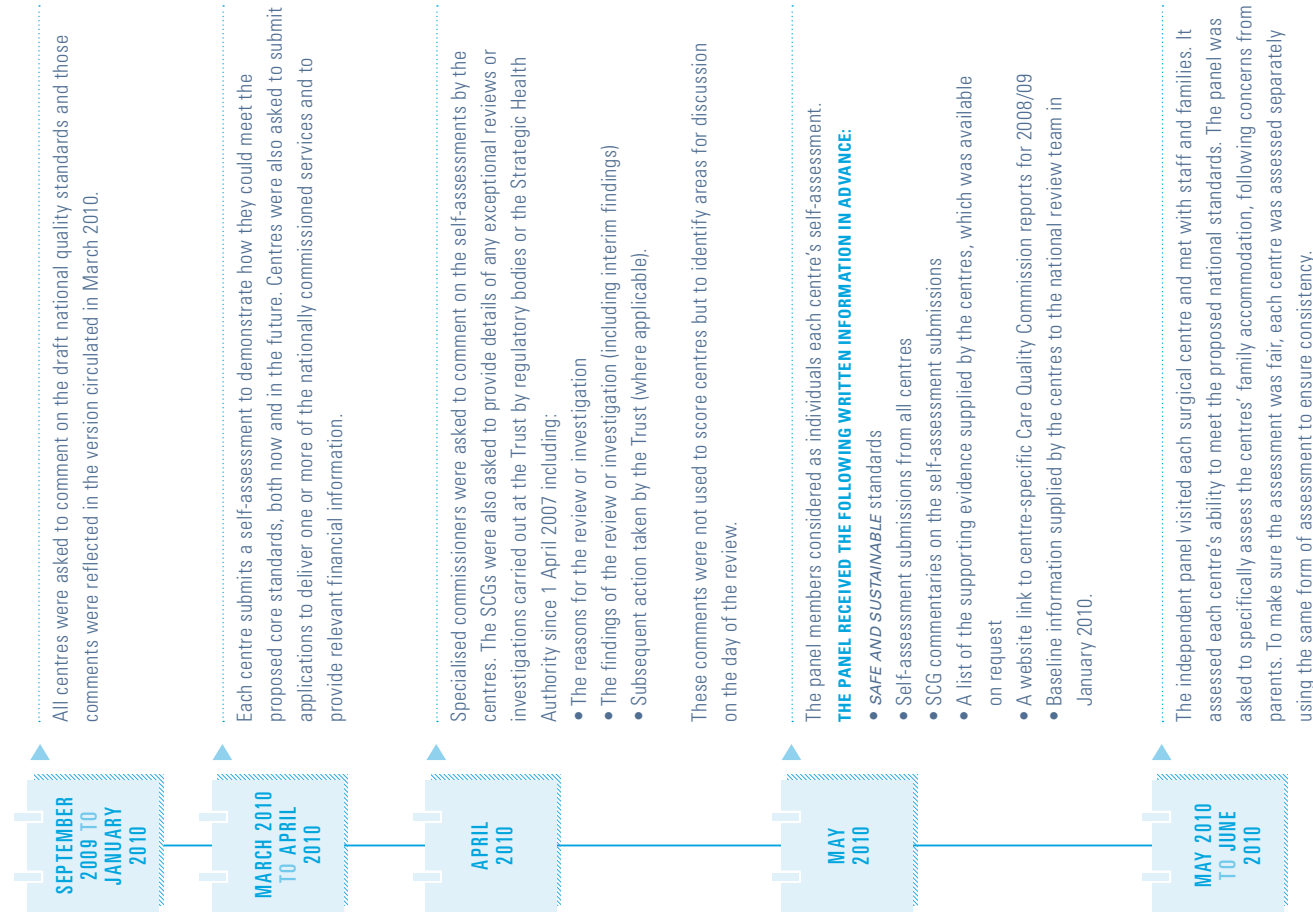 SEPTEMBER
2009 TO
JANUARY
2010
All centres were asked to comment on the draft national quality standards and those
comments were reflected in the version circulated in March 2010.
MARCH 2010
TO APRIL
2010
Each centre submits a self-assessment to demonstrate how they could meet the
proposed core standards, both now and in the future. Centres were also asked to submit
applications to deliver one or more of the nationally commissioned services and to
provide relevant financial information.
APRIL
2010
Specialised commissioners were asked to comment on the self-assessments by the
centres. The SCGs were also asked to provide details of any exceptional reviews or
investigations carried out at the Trust by regulatory bodies or the Strategic Health
Authority since 1 April 2007 including:
• The reasons for the review or investigation
• The findings of the review or investigation (including interim findings)
• Subsequent action taken by the Trust (where applicable).
These comments were not used to score centres but to identify areas for discussion
on the day of the review.
MAY
2010
The panel members considered as individuals each centre's self-assessment.
THE PANEL RECEIVED THE FOLLOWING WRITTEN INFORMATION IN ADVANCE:
• SAFE AND SUSTAINABLE standards
• Self-assessment submissions from all centres
• SCG commentaries on the self-assessment submissions
• A list of the supporting evidence supplied by the centres, which was available
on request
• A website link to centre-specific Care Quality Commission reports for 2008/09
• Baseline information supplied by the centres to the national review team in
January 2010.
MAY 2010
TO JUNE
2010
The independent panel visited each surgical centre and met with staff and families. It
assessed each centre's ability to meet the proposed national standards. The panel was
asked to specifically assess the centres' family accommodation, following concerns from
parents. To make sure the assessment was fair, each centre was assessed separately
using the same form of assessment to ensure consistency.